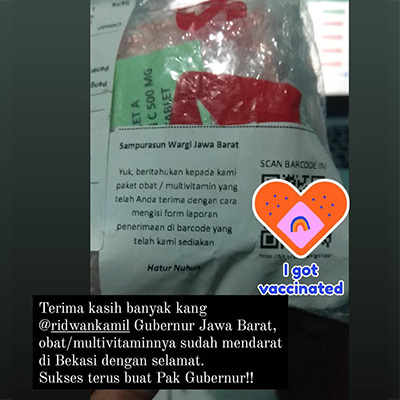 ET A
C 500 MG
TABLET
Sampurasun Wargi Jawa Barat
Yuk, beritahukan kepada kami
paket obat / multivitamin yang
telah Anda terima dengan cara
mengisi form laporan
penerimaan di barcode yang
telah kami sediakan
Hatur Nuhun
SCAN BARCODE INI
I got
vaccinated
Terima kasih banyak kang
@ridwankamil Gubernur Jawa Barat,
obat/multivitaminnya sudah mendarat
di Bekasi dengan selamat.
Sukses terus buat Pak Gubernur!!